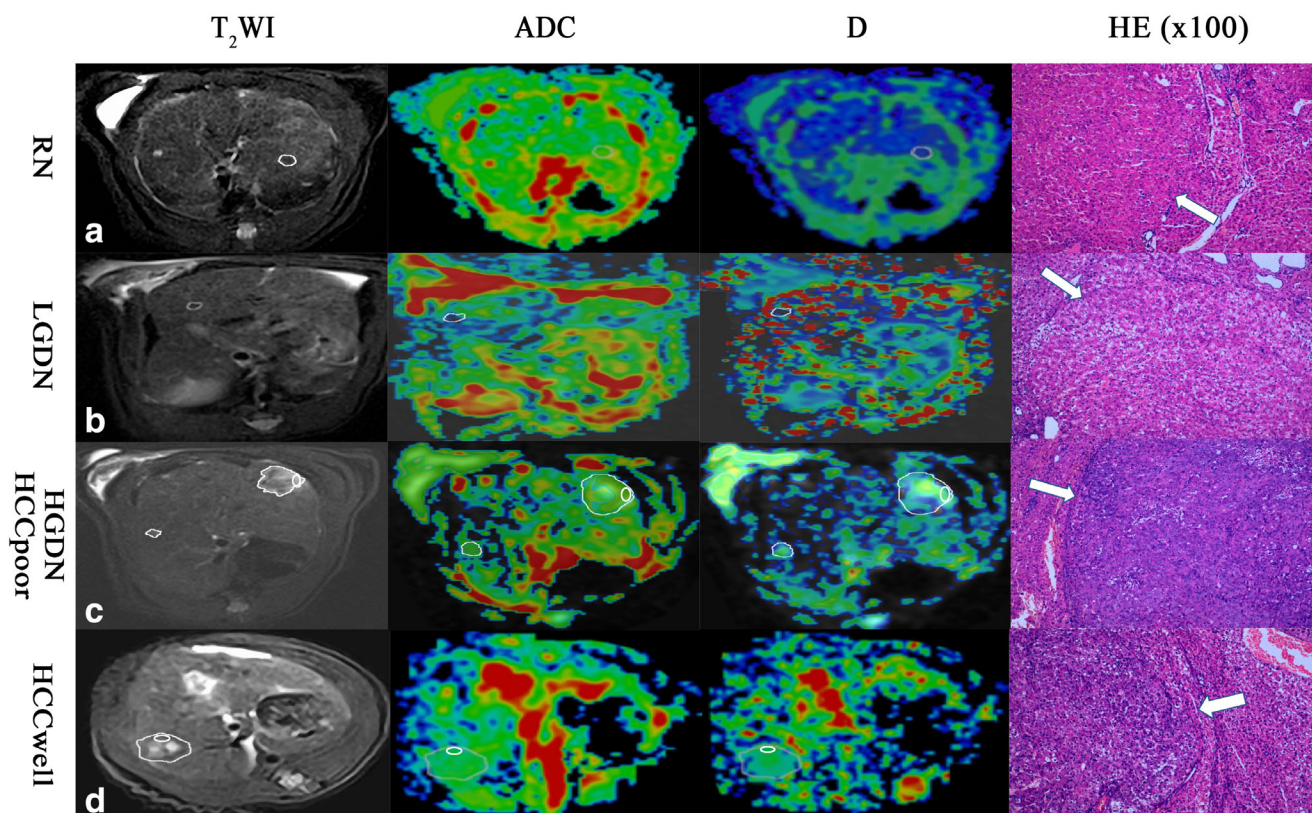 T₂WI ADC D HE (x100)
RN
a
LGDN
b
HGDN
HCCpoor
c
HCCwell
d